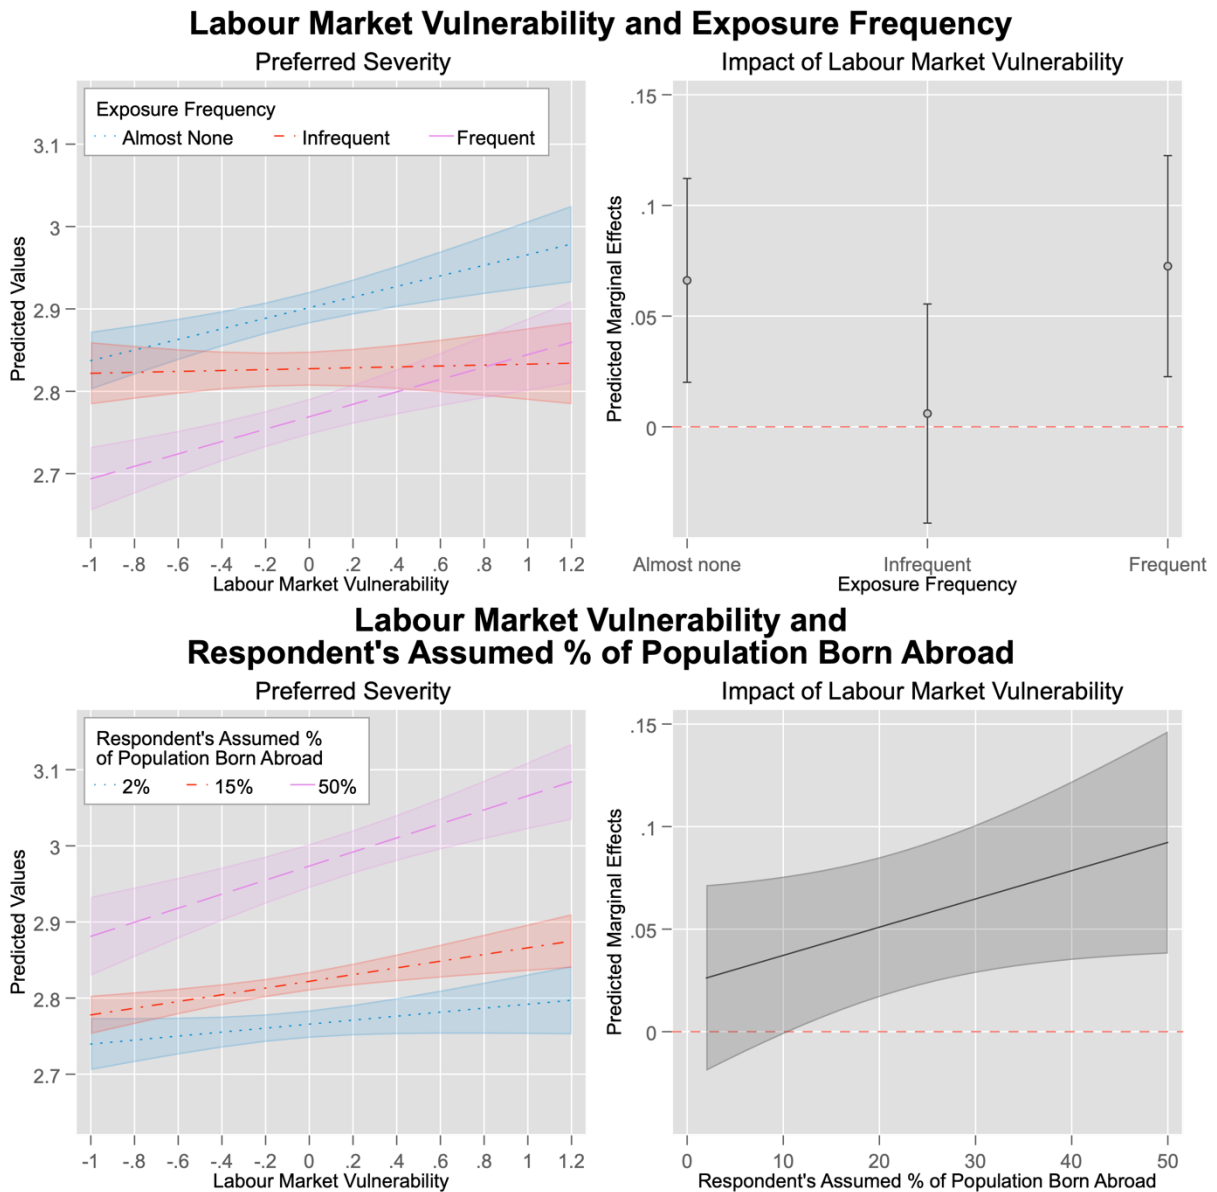 Labour Market Vulnerability and Exposure Frequency
Preferred Severity
Exposure Frequency
Almost None Infrequent Frequent
3.1
3
2.9
2.8
2.7
Predicted Values
-1 -.8 -.6 -.4 -.2 0 .2 .4 .6 .8 1 1.2
Labour Market Vulnerability
Impact of Labour Market Vulnerability
.15
.1
.05
0
Predicted Marginal Effects
Almost none Infrequent Frequent
Exposure Frequency
Labour Market Vulnerability and
Respondent's Assumed % of Population Born Abroad
Preferred Severity
Respondent's Assumed %
of Population Born Abroad
2% 15% 50%
3.1
3
2.9
2.8
2.7
Predicted Values
-1 -.8 -.6 -.4 -.2 0 .2 .4 .6 .8 1 1.2
Labour Market Vulnerability
Impact of Labour Market Vulnerability
.15
.1
.05
0
Predicted Marginal Effects
0 10 20 30 40 50
Respondent's Assumed % of Population Born Abroad